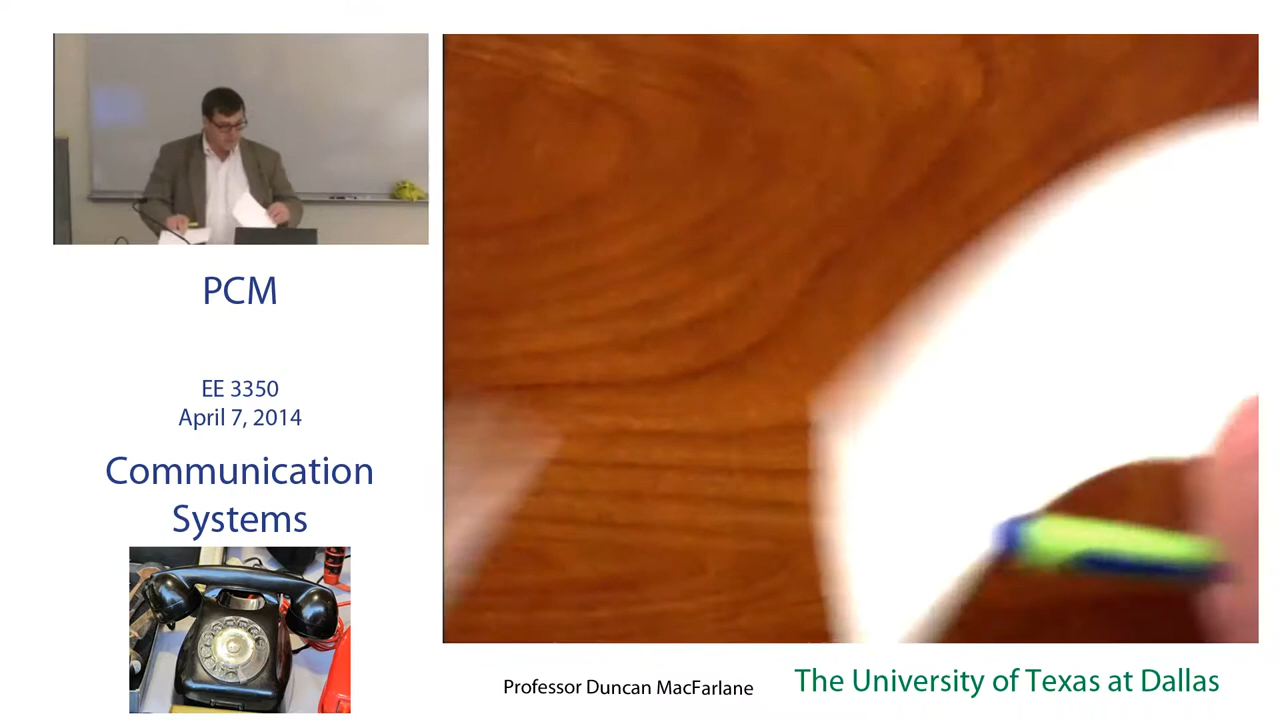 PCM
EE 3350
April 7, 2014
Communication
Systems
Professor Duncan MacFarlane
The University of Texas at Dallas